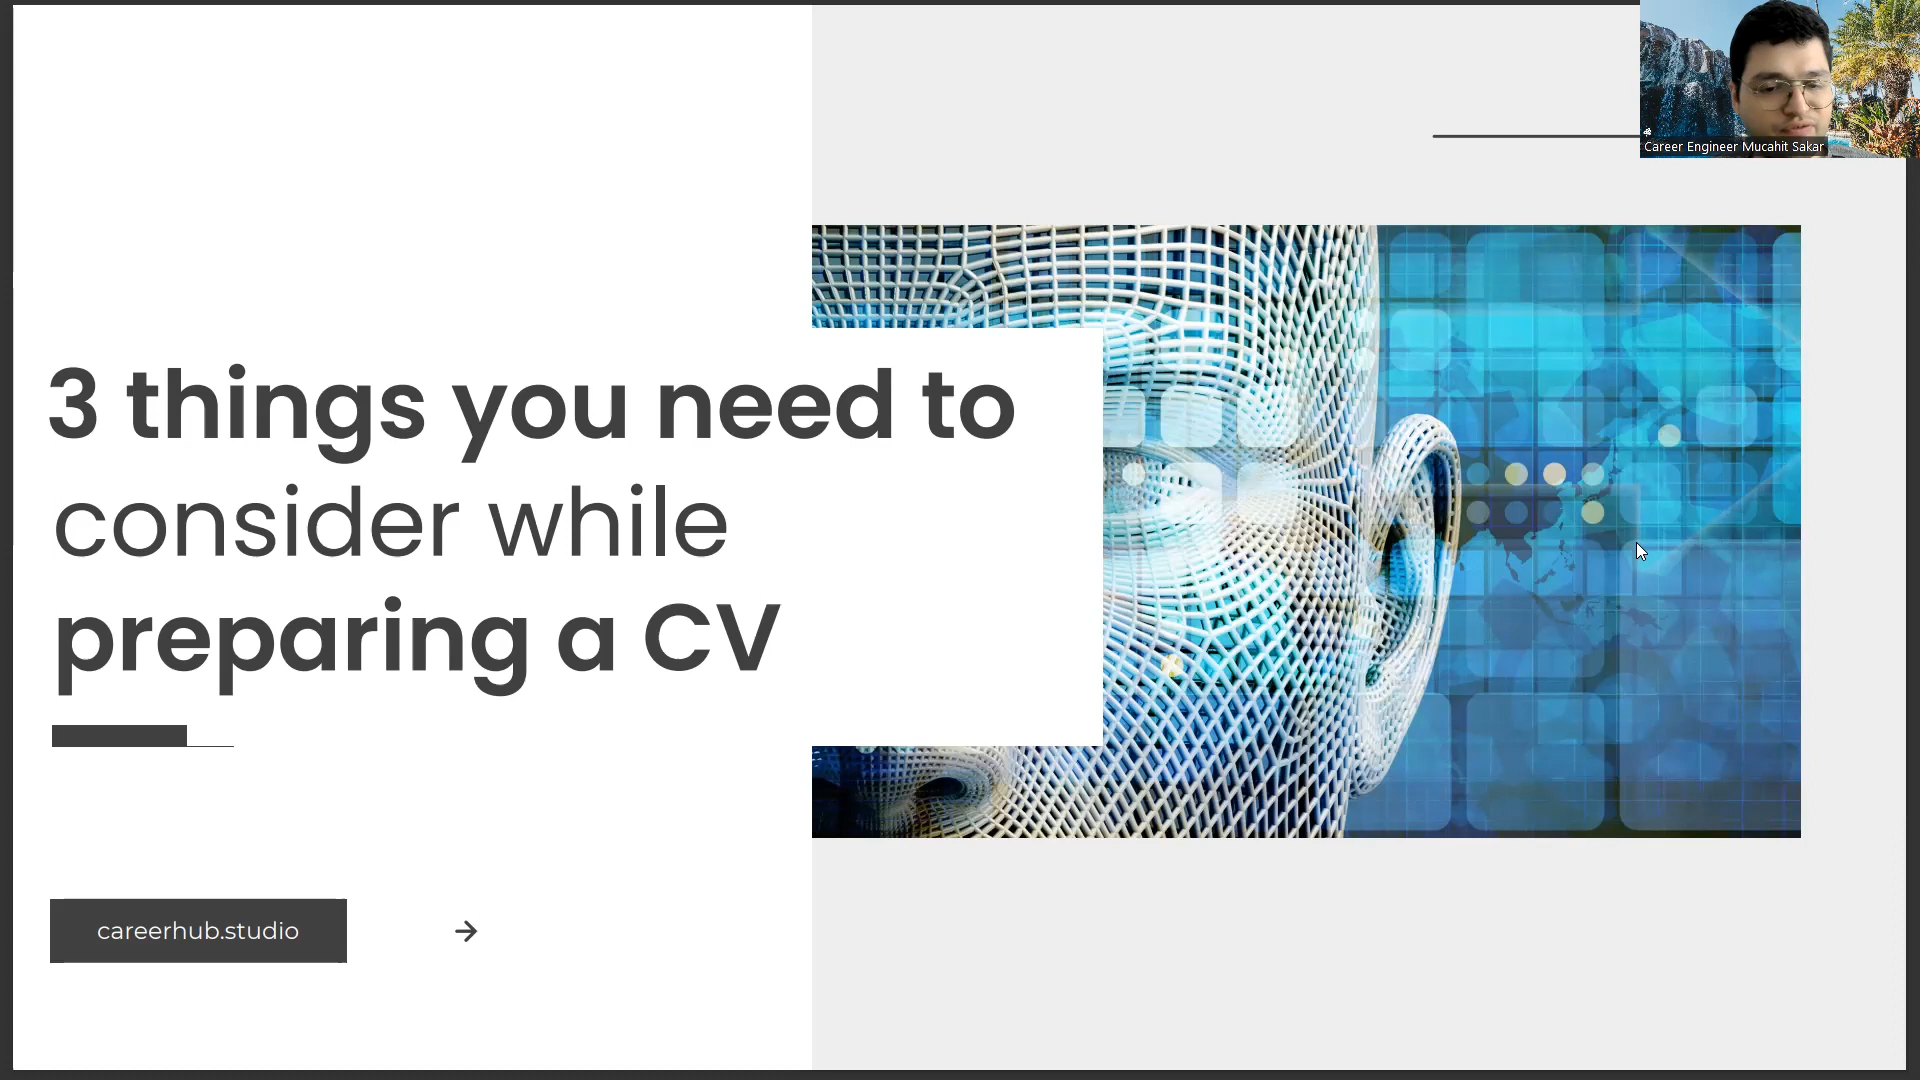 Career Engineer Mucahit Sakar
3 things you need to
consider while
preparing a CV
careerhub.studio